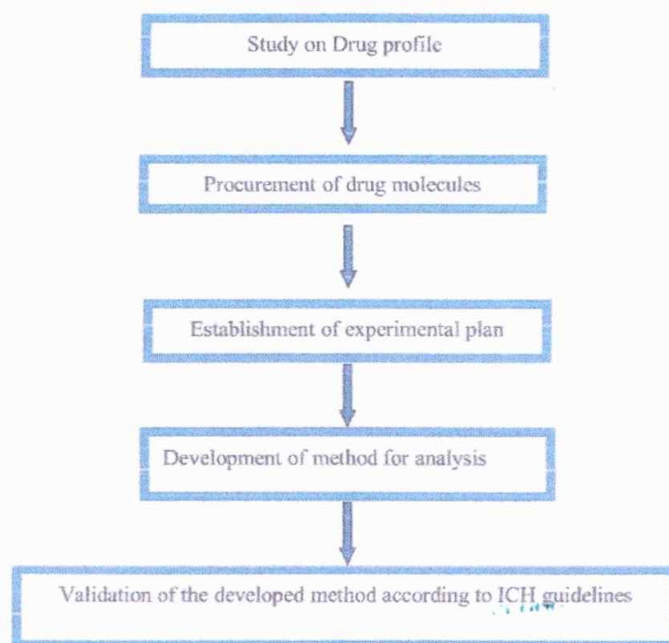 Study on Drug profile
Procurement of drug molecules
Establishment of experimental plan
Development of method for analysis
Validation of the developed method according to ICH guidelines